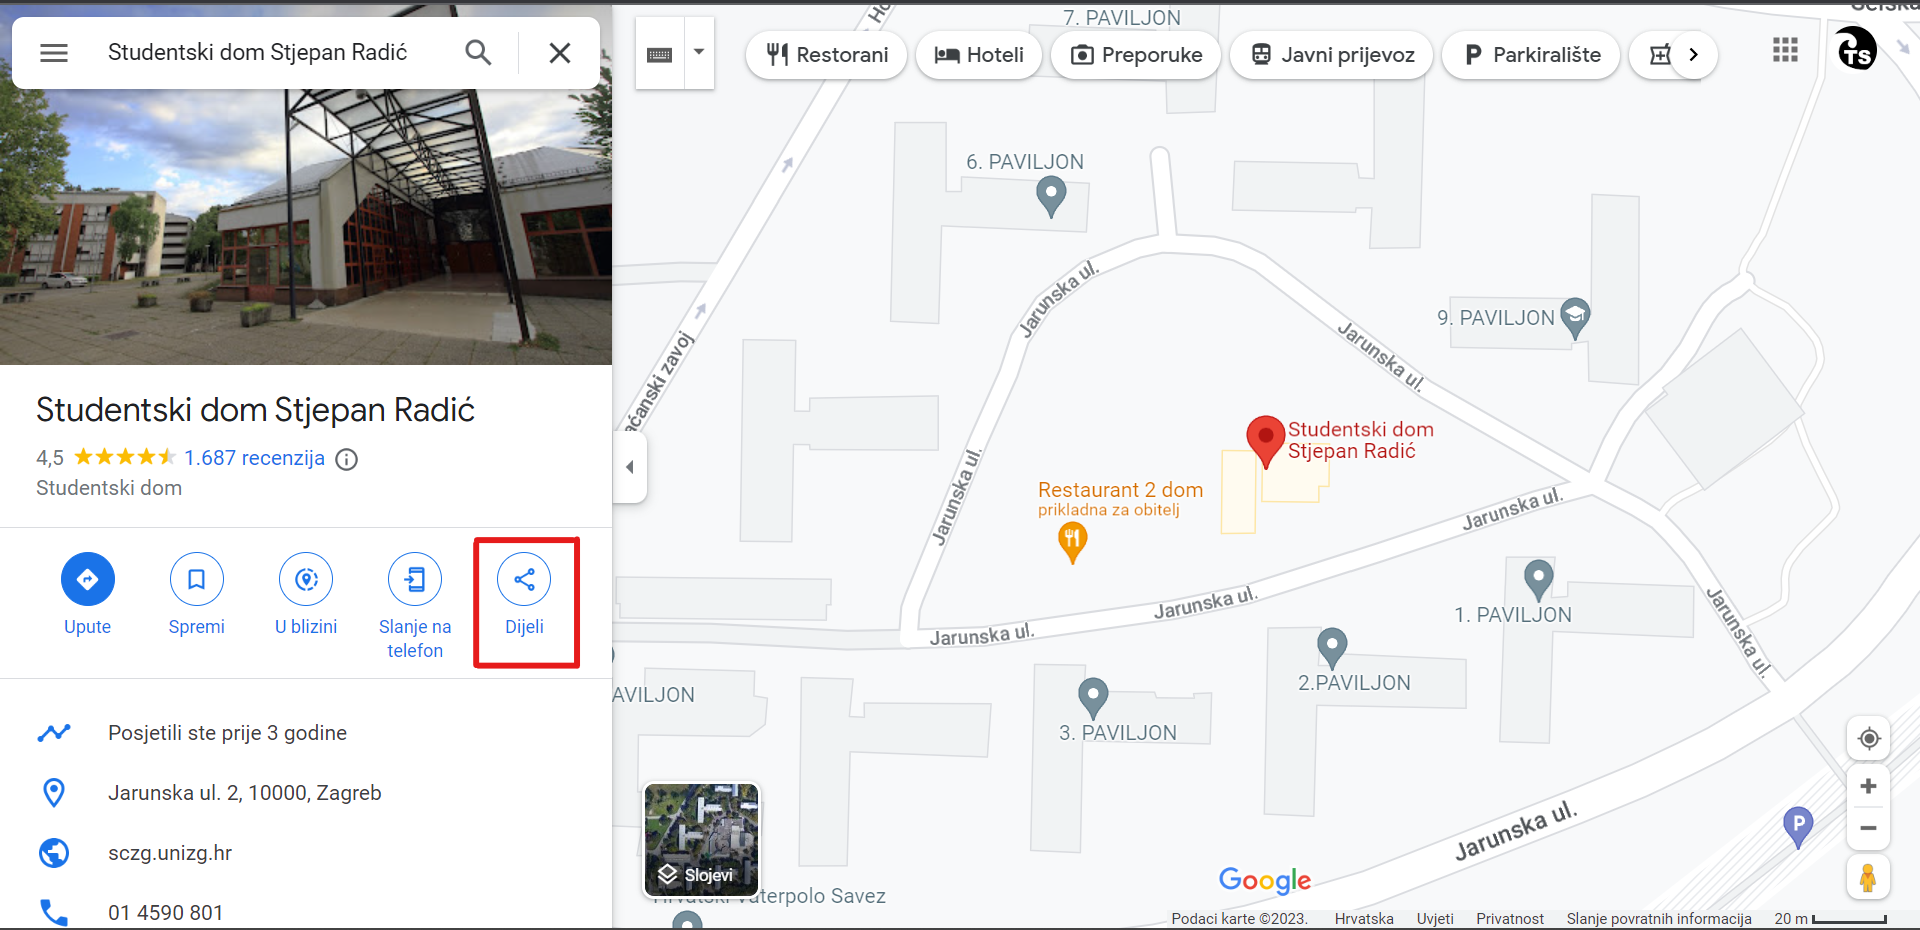 Studentski dom Stjepan Radić
Restorani
Hoteli
Preporuke
Javni prijevoz
P Parkiralište
TS
Studentski dom Stjepan Radić
4,5
1.687 recenzija
Studentski dom
Upute
Spremi
U blizini
Slanje na
telefon
Dijeli
Posjetili ste prije 3 godine
Jarunska ul. 2, 10000, Zagreb
sczg.unizg.hr
01 4590 801
7. PAVILJON
6. PAVILJON
9. PAVILJON
Jarunska ul.
Jarunska ul.
aćanski zavoj
Studentski dom
Stjepan Radić
Restaurant 2 dom
prikladna za obitelj
Jarunska ul.
Jarunska ul.
Jarunska ul.
Jarunska ul.
1. PAVILJON
Jarunska ul.
2.PAVILJON
AVILJON
3. PAVILJON
Jarunska ul.
P
Slojevi
Hrvatski Vaterpolo Savez
Google
Podaci karte ©2023.
Hrvatska
Uvjeti
Privatnost
Slanje povratnih informacija
20 m